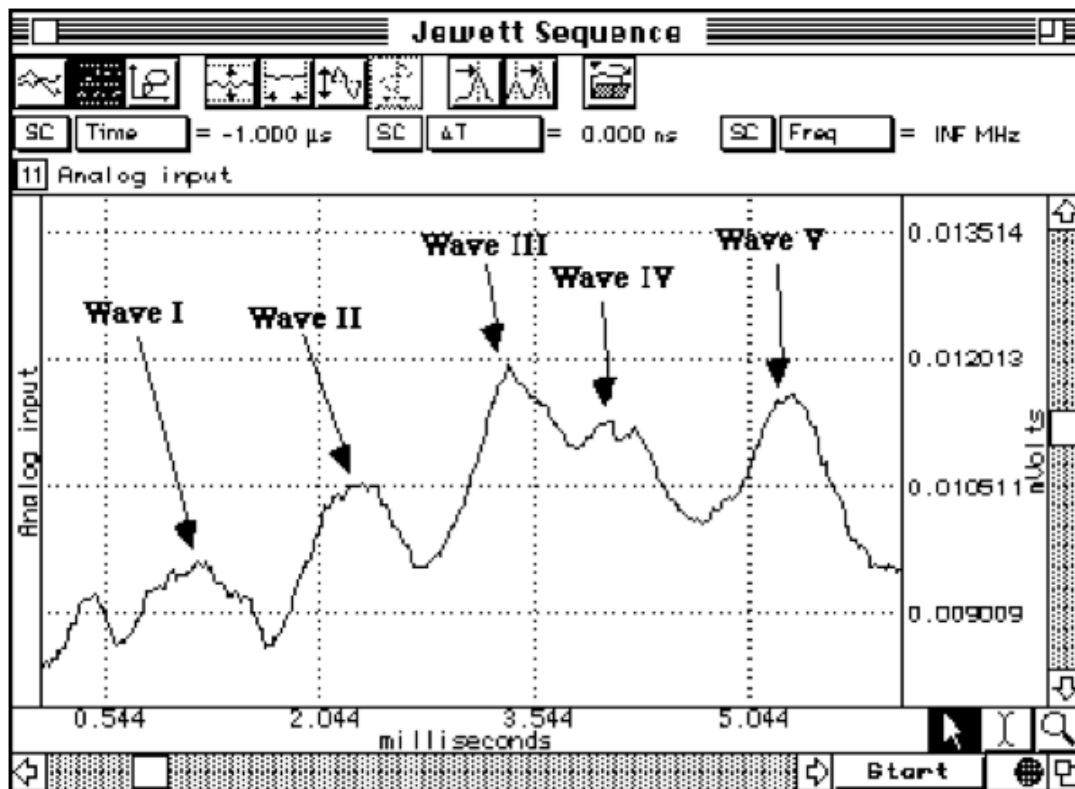 Jewett Sequence
SC Time = -1.000 µs SC ΔT = 0.000 ns SC Freq = INF MHz
11 Analog input
0.013514
Wave III
Wave V
Wave IV
Wave I
Wave II
0.012013
Analog input
mVolts
0.010511
0.009009
0.544 2.044 3.544 5.044
milliseconds
Start